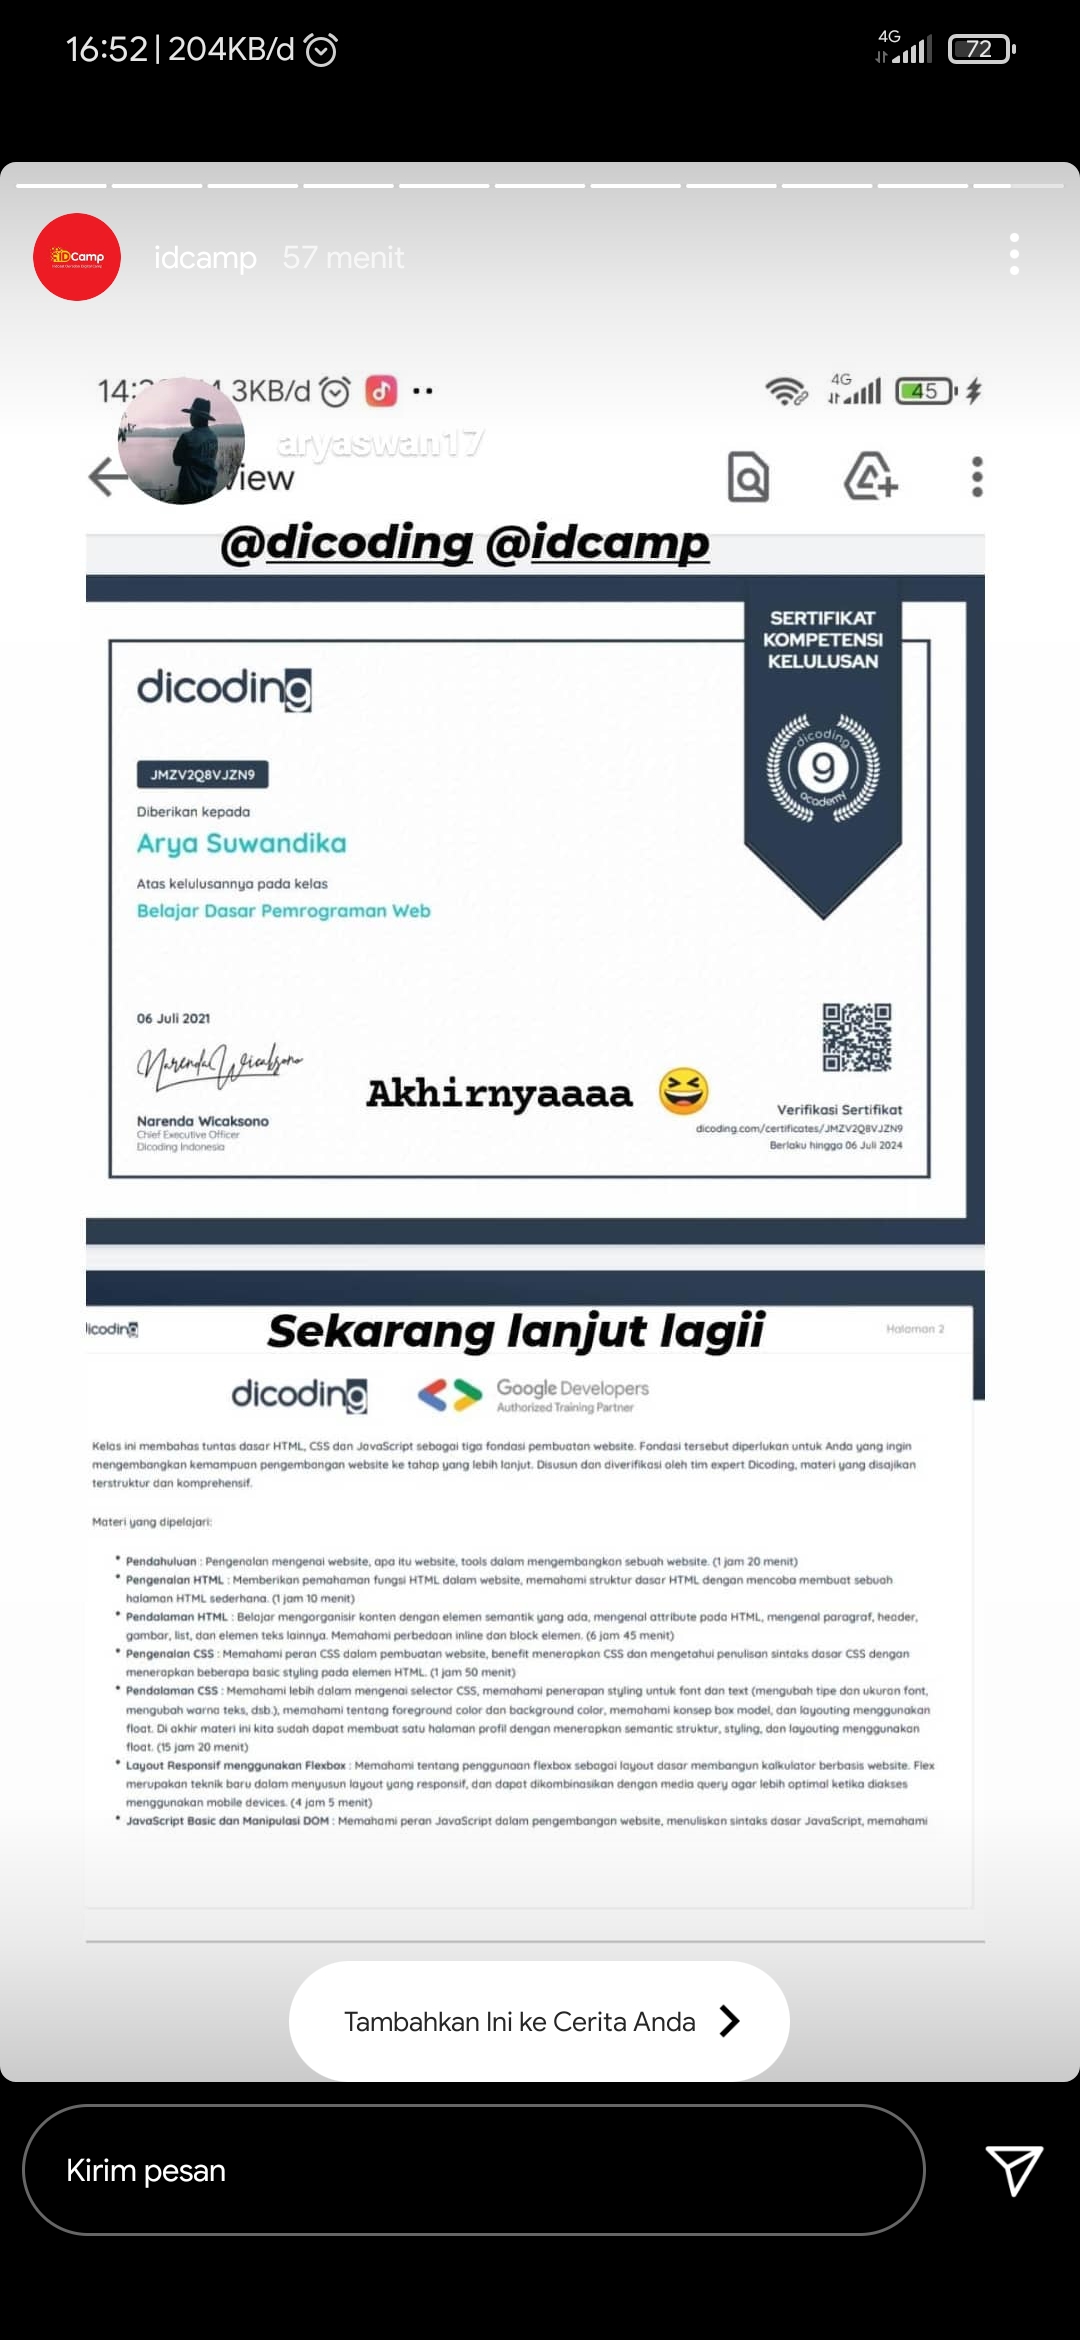 16:52 | 204KB/d
4G
72
idcamp 57 menit
3KB/d
4G
45
aryaswan17
iew
@dicoding @idcamp
SERTIFIKAT
KOMPETENSI
KELULUSAN
dicoding
dicoding
9
academy
JMZV2Q8VJZN9
Diberikan kepada
Arya Suwandika
Atas kelulusannya pada kelas
Belajar Dasar Pemrograman Web
06 Juli 2021
Narenda Wicaksono
Chief Executive Officer
Dicoding Indonesia
Akhirnyaaaa 😆
Verifikasi Sertifikat
dicoding.com/certificates/JMZV2Q8VJZN9
Berlaku hingga 06 Juli 2024
icoding
Sekarang lanjut lagii
Halaman 2
dicoding
Google Developers
Authorized Training Partner
Kelas ini membahas tuntas dasar HTML, CSS dan JavaScript sebagai tiga fondasi pembuatan website. Fondasi tersebut diperlukan untuk Anda yang ingin
mengembangkan kemampuan pengembangan website ke tahap yang lebih lanjut. Disusun dan diverifikasi oleh tim expert Dicoding, materi yang disajikan
terstruktur dan komprehensif.
Materi yang dipelajari:
* Pendahuluan : Pengenalan mengenai website, apa itu website, tools dalam mengembangkan sebuah website. (1 jam 20 menit)
* Pengenalan HTML : Memberikan pemahaman fungsi HTML dalam website, memahami struktur dasar HTML dengan mencoba membuat sebuah
halaman HTML sederhana. (1 jam 10 menit)
* Pendalaman HTML : Belajar mengorganisir konten dengan elemen semantik yang ada, mengenal attribute pada HTML, mengenal paragraf, header,
gambar, list, dan elemen teks lainnya. Memahami perbedaan inline dan block elemen. (6 jam 45 menit)
* Pengenalan CSS : Memahami peran CSS dalam pembuatan website, benefit menerapkan CSS dan mengetahui penulisan sintaks dasar CSS dengan
menerapkan beberapa basic styling pada elemen HTML. (1 jam 50 menit)
* Pendalaman CSS : Memahami lebih dalam mengenai selector CSS, memahami penerapan styling untuk font dan text (mengubah tipe dan ukuran font,
mengubah warna teks, dsb.), memahami tentang foreground color dan background color, memahami konsep box model, dan layouting menggunakan
float. Di akhir materi ini kita sudah dapat membuat satu halaman profil dengan menerapkan semantic struktur, styling, dan layouting menggunakan
float. (15 jam 20 menit)
* Layout Responsif menggunakan Flexbox : Memahami tentang penggunaan flexbox sebagai layout dasar membangun kalkulator berbasis website. Flex
merupakan teknik baru dalam menyusun layout yang responsif, dan dapat dikombinasikan dengan media query agar lebih optimal ketika diakses
menggunakan mobile devices. (4 jam 5 menit)
* JavaScript Basic dan Manipulasi DOM : Memahami peran JavaScript dalam pengembangan website, menuliskan sintaks dasar JavaScript, memahami
Tambahkan Ini ke Cerita Anda
Kirim pesan